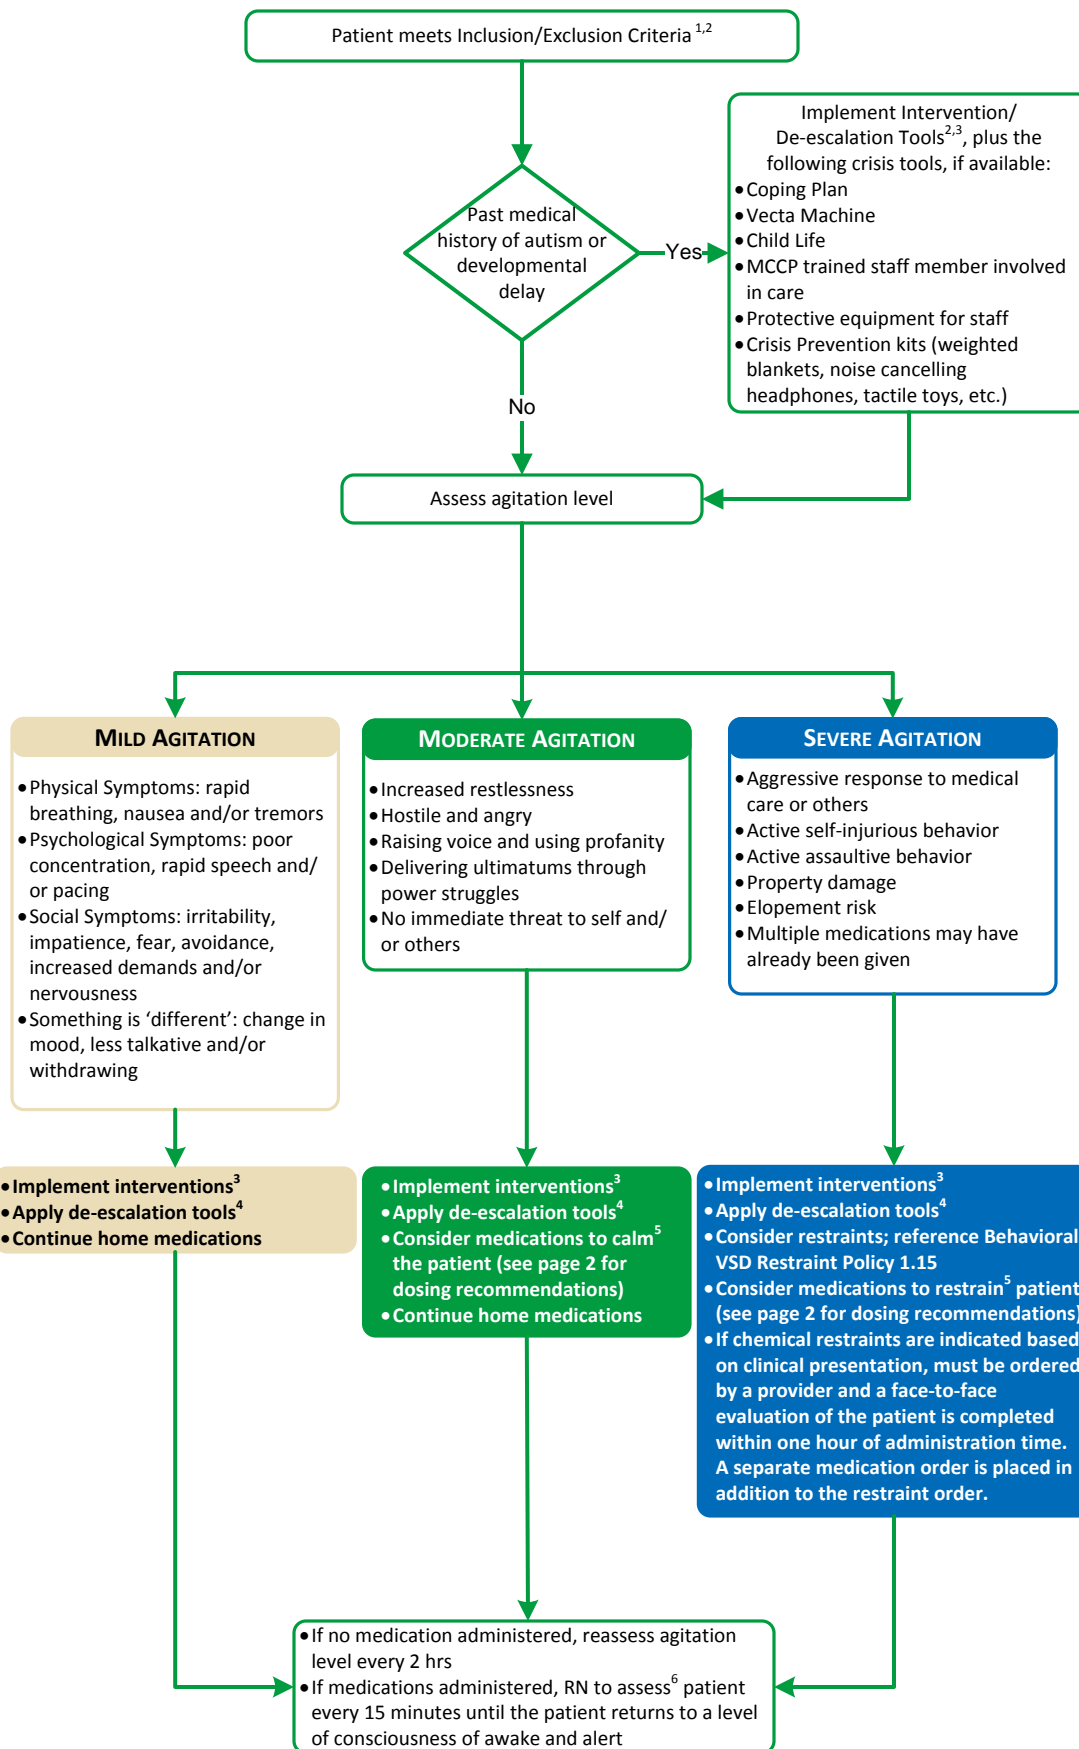 Patient meets Inclusion/Exclusion Criteria 1,2
Implement Intervention/
De-escalation Tools2,3, plus the
following crisis tools, if available:
•Coping Plan
•Vecta Machine
•Child Life
•MCCP trained staff member involved
in care
•Protective equipment for staff
•Crisis Prevention kits (weighted
blankets, noise cancelling
headphones, tactile toys, etc.)
Past medical
history of autism or
developmental
delay
Yes
No
Assess agitation level
MILD AGITATION
•Physical Symptoms: rapid
breathing, nausea and/or tremors
•Psychological Symptoms: poor
concentration, rapid speech and/
or pacing
•Social Symptoms: irritability,
impatience, fear, avoidance,
increased demands and/or
nervousness
•Something is ‘different’: change in
mood, less talkative and/or
withdrawing
MODERATE AGITATION
•Increased restlessness
•Hostile and angry
•Raising voice and using profanity
•Delivering ultimatums through
power struggles
•No immediate threat to self and/
or others
SEVERE AGITATION
•Aggressive response to medical
care or others
•Active self-injurious behavior
•Active assaultive behavior
•Property damage
•Elopement risk
•Multiple medications may have
already been given
•Implement interventions3
•Apply de-escalation tools4
•Continue home medications
•Implement interventions3
•Apply de-escalation tools4
•Consider medications to calm5
the patient (see page 2 for
dosing recommendations)
•Continue home medications
•Implement interventions3
•Apply de-escalation tools4
•Consider restraints; reference Behavioral
VSD Restraint Policy 1.15
•Consider medications to restrain5 patient
(see page 2 for dosing recommendations)
•If chemical restraints are indicated based
on clinical presentation, must be ordered
by a provider and a face-to-face
evaluation of the patient is completed
within one hour of administration time.
A separate medication order is placed in
addition to the restraint order.
•If no medication administered, reassess agitation
level every 2 hrs
•If medications administered, RN to assess6 patient
every 15 minutes until the patient returns to a level
of consciousness of awake and alert